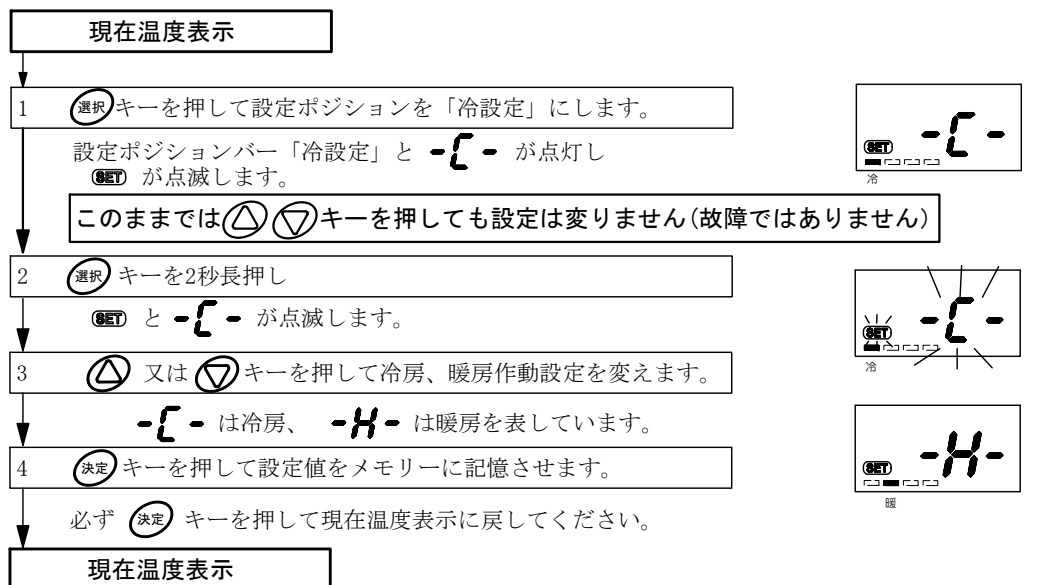 現在温度表示
1 選択キーを押して設定ポジションを「冷設定」にします。
設定ポジションバー「冷設定」と -C- が点灯し
SET が点滅します。
このままでは△▽キーを押しても設定は変りません(故障ではありません)
SET -C-
冷
2 選択キーを2秒長押し
SET と -C- が点滅します。
SET -C-
冷
3 △ 又は ▽キーを押して冷房、暖房作動設定を変えます。
-C- は冷房、 -H- は暖房を表しています。
4 決定キーを押して設定値をメモリーに記憶させます。
必ず 決定 キーを押して現在温度表示に戻してください。
SET -H-
暖
現在温度表示